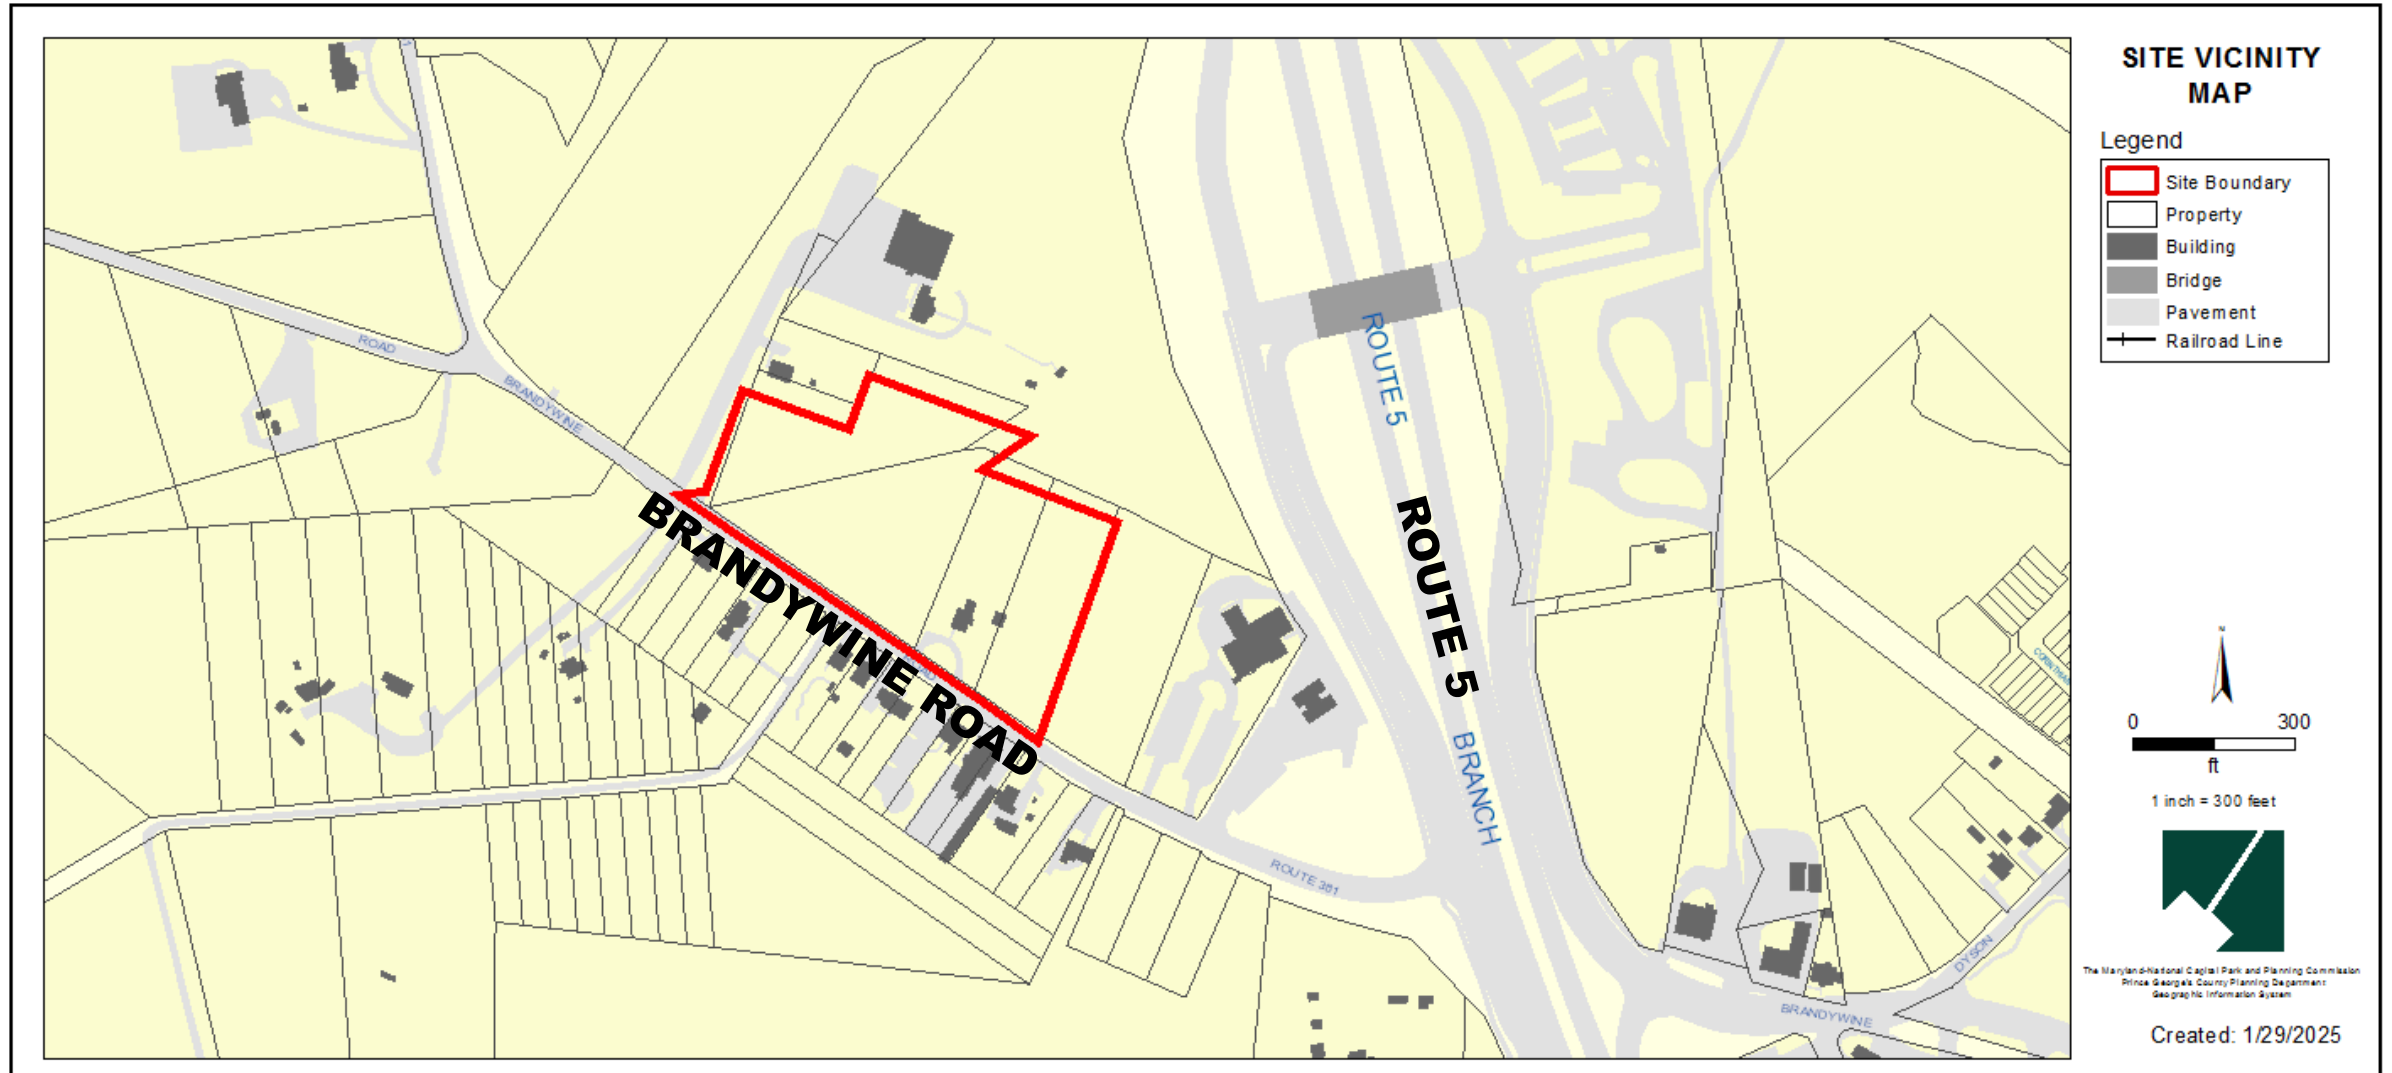 SITE VICINITY
MAP
Legend
Site Boundary
Property
Building
Bridge
Pavement
Railroad Line
ROAD
BRANDYWINE
BRANDYWINE ROAD
ROUTE 5
ROUTE 5
BRANCH
ROUTE 381
DYSON
BRANDYWINE
N
0 300
ft
1 inch = 300 feet
The Maryland-National Capital Park and Planning Commission
Prince George's County Planning Department
Geographic Information System
Created: 1/29/2025